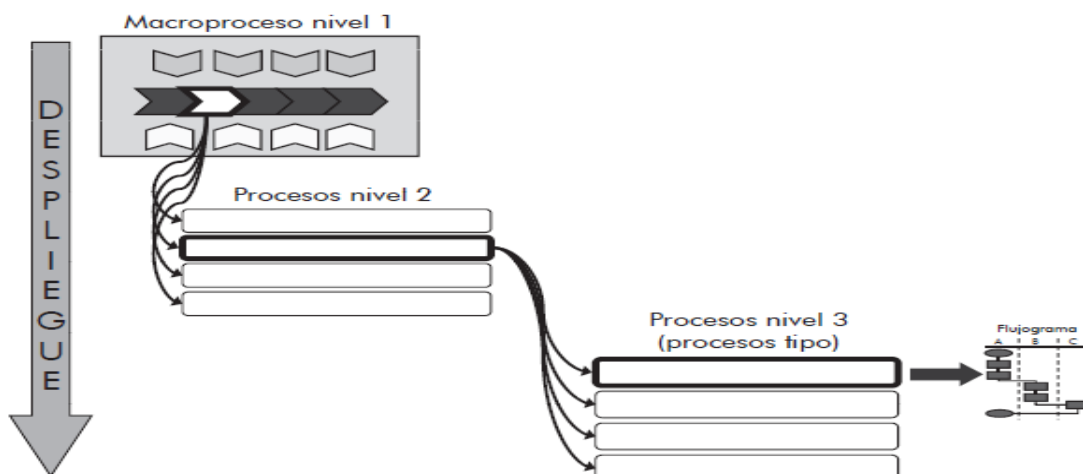 Macroproceso nivel 1
DESPLIEGUE
Procesos nivel 2
Procesos nivel 3
(procesos tipo)
Flujograma
A B C